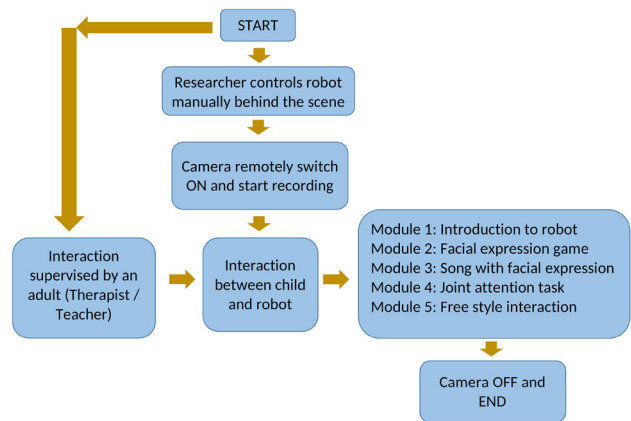 START
Researcher controls robot
manually behind the scene
Camera remotely switch
ON and start recording
Interaction
supervised by an
adult (Therapist /
Teacher)
Interaction
between child
and robot
Module 1: Introduction to robot
Module 2: Facial expression game
Module 3: Song with facial expression
Module 4: Joint attention task
Module 5: Free style interaction
Camera OFF and
END